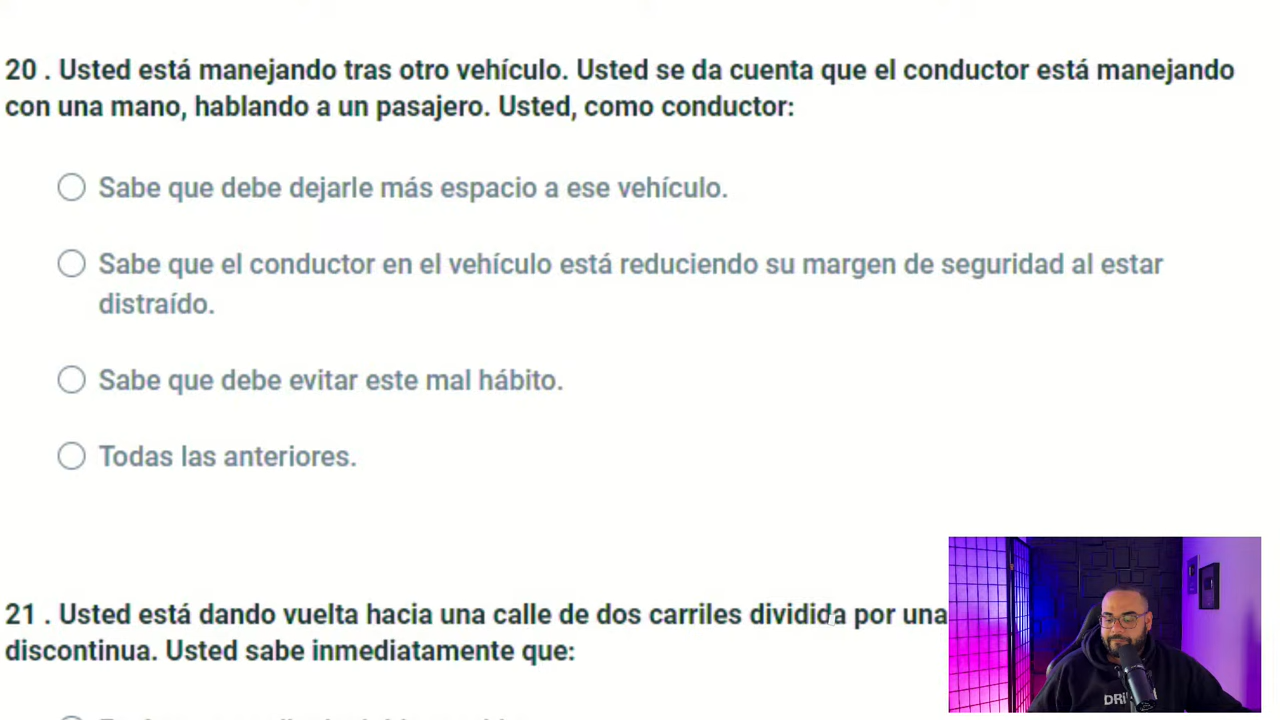 20 . Usted está manejando tras otro vehículo. Usted se da cuenta que el conductor está manejando
con una mano, hablando a un pasajero. Usted, como conductor:
Sabe que debe dejarle más espacio a ese vehículo.
Sabe que el conductor en el vehículo está reduciendo su margen de seguridad al estar
distraído.
Sabe que debe evitar este mal hábito.
Todas las anteriores.
21 . Usted está dando vuelta hacia una calle de dos carriles dividida por una
discontinua. Usted sabe inmediatamente que: